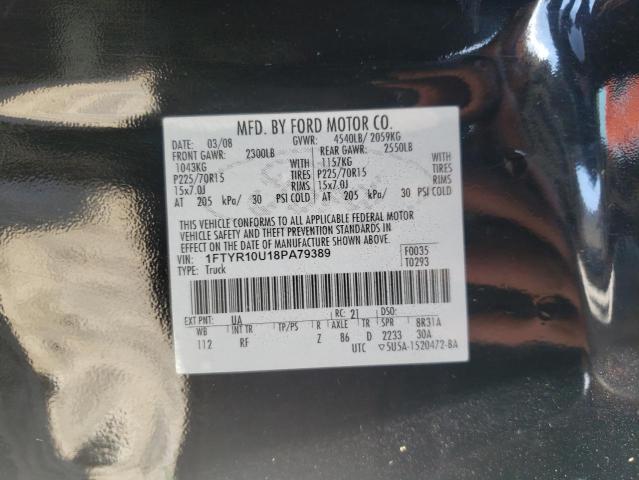 MFD. BY FORD MOTOR CO.
DATE: 03/08 GVWR: 4540LB/ 2059KG
FRONT GAWR: 2300LB REAR GAWR: 2550LB
1043KG WITH 1157KG WITH
P225/70R15 TIRES P225/70R15 TIRES
15x7.0J RIMS 15x7.0J RIMS
AT 205 kPa/ 30 PSI COLD AT 205 kPa/ 30 PSI COLD
THIS VEHICLE CONFORMS TO ALL APPLICABLE FEDERAL MOTOR
VEHICLE SAFETY AND THEFT PREVENTION STANDARDS IN
EFFECT ON THE DATE OF MANUFACTURE SHOWN ABOVE.
VIN: 1FTYR10U18PA79389 F0035
TYPE: Truck T0293
EXT PNT: UA RC: 21 DSO:
WB INT TR TP/PS R AXLE TR SPR 8R31A
112 RF Z 86 D 2233 30A
UTC ▽5U5A-1520472-BA